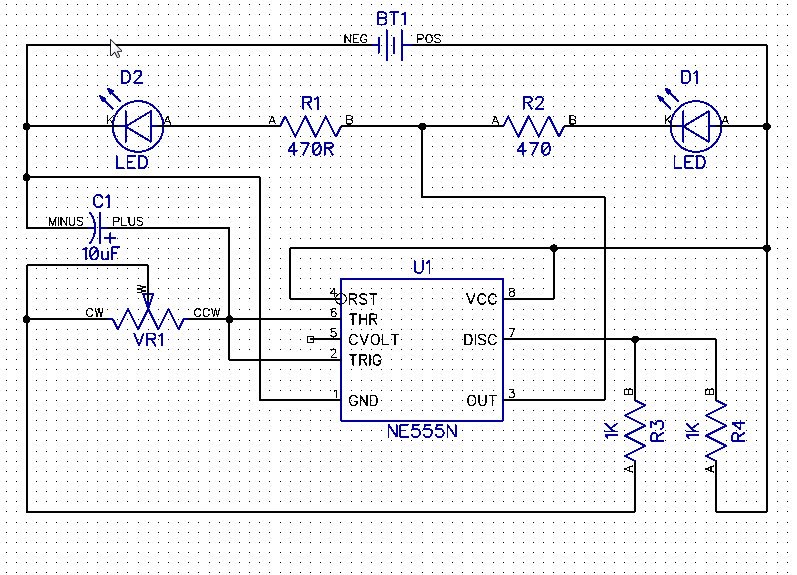 BT1
NEG POS
D2
K A
LED
R1
A B
470R
R2
A B
470
D1
K A
LED
C1
MINUS PLUS
+
10uF
W
CW CCW
VR1
U1
4 RST VCC 8
6 THR
5 CVOLT DISC 7
2 TRIG
1 GND OUT 3
NE555N
B
1K R3
A
B
1K R4
A